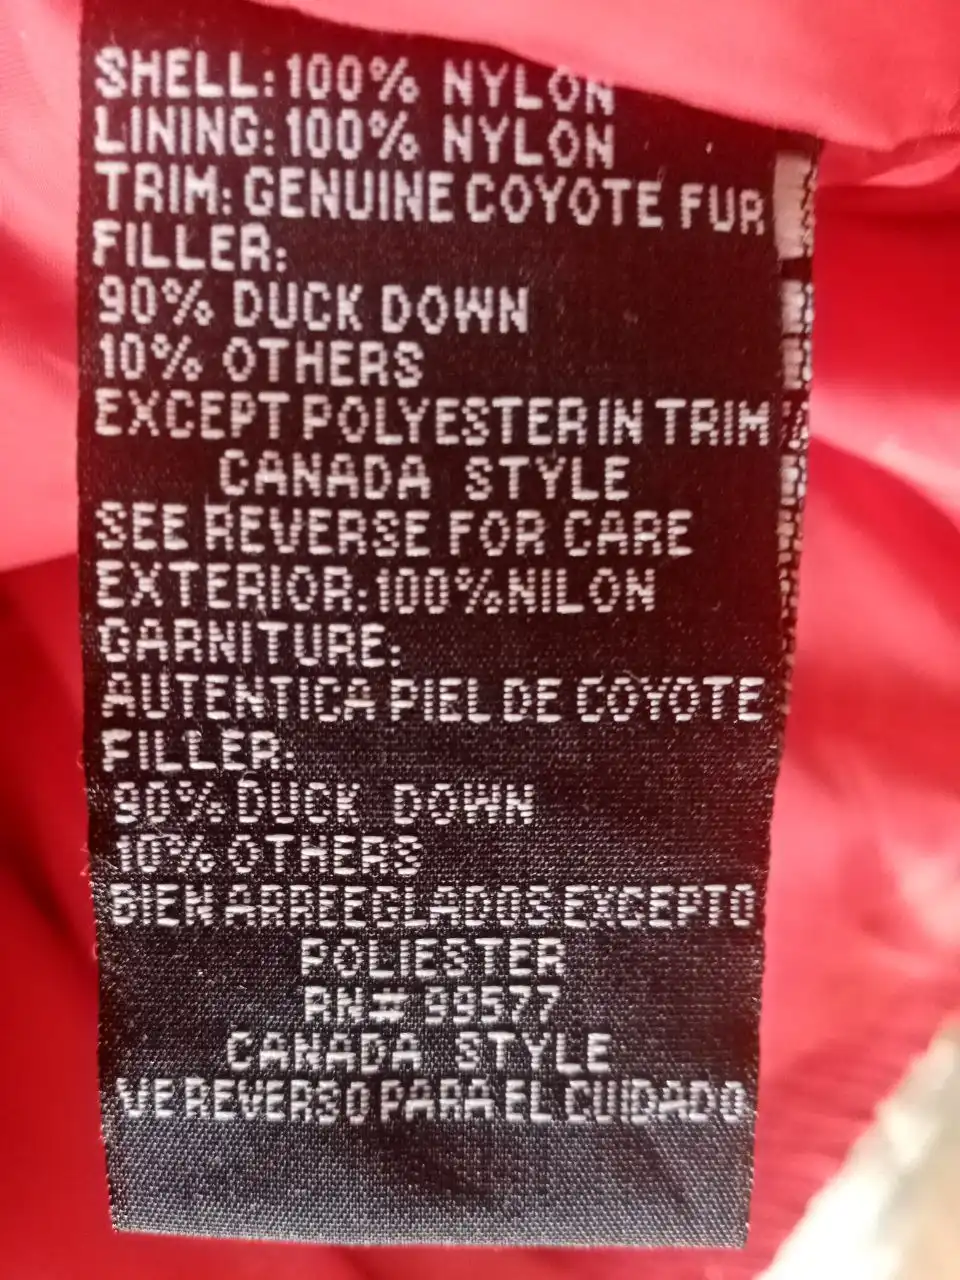 SHELL: 100% NYLON
LINING: 100% NYLON
TRIM: GENUINE COYOTE FUR
FILLER:
90% DUCK DOWN
10% OTHERS
EXCEPT POLYESTER IN TRIM
CANADA STYLE
SEE REVERSE FOR CARE
EXTERIOR: 100% NILON
GARNITURE:
AUTENTICA PIEL DE COYOTE
FILLER:
90% DUCK DOWN
10% OTHERS
BIEN ARREEGLADOS EXCEPTO
POLIESTER
RN# 99577
CANADA STYLE
VE REVERSO PARA EL CUIDADO